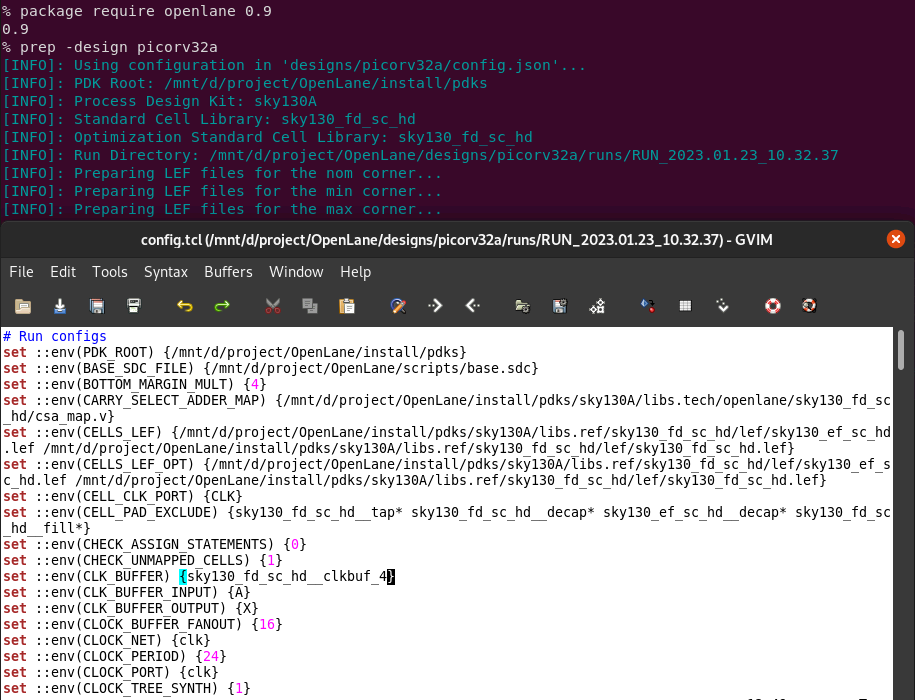 % package require openlane 0.9
0.9
% prep -design picorv32a
[INFO]: Using configuration in 'designs/picorv32a/config.json'...
[INFO]: PDK Root: /mnt/d/project/OpenLane/install/pdks
[INFO]: Process Design Kit: sky130A
[INFO]: Standard Cell Library: sky130_fd_sc_hd
[INFO]: Optimization Standard Cell Library: sky130_fd_sc_hd
[INFO]: Run Directory: /mnt/d/project/OpenLane/designs/picorv32a/runs/RUN_2023.01.23_10.32.37
[INFO]: Preparing LEF files for the nom corner...
[INFO]: Preparing LEF files for the min corner...
[INFO]: Preparing LEF files for the max corner...
config.tcl (/mnt/d/project/OpenLane/designs/picorv32a/runs/RUN_2023.01.23_10.32.37) - GVIM
File Edit Tools Syntax Buffers Window Help
# Run configs
set ::env(PDK_ROOT) {/mnt/d/project/OpenLane/install/pdks}
set ::env(BASE_SDC_FILE) {/mnt/d/project/OpenLane/scripts/base.sdc}
set ::env(BOTTOM_MARGIN_MULT) {4}
set ::env(CARRY_SELECT_ADDER_MAP) {/mnt/d/project/OpenLane/install/pdks/sky130A/libs.tech/openlane/sky130_fd_sc
_hd/csa_map.v}
set ::env(CELLS_LEF) {/mnt/d/project/OpenLane/install/pdks/sky130A/libs.ref/sky130_fd_sc_hd/lef/sky130_ef_sc_hd
.lef /mnt/d/project/OpenLane/install/pdks/sky130A/libs.ref/sky130_fd_sc_hd/lef/sky130_fd_sc_hd.lef}
set ::env(CELLS_LEF_OPT) {/mnt/d/project/OpenLane/install/pdks/sky130A/libs.ref/sky130_fd_sc_hd/lef/sky130_ef_s
c_hd.lef /mnt/d/project/OpenLane/install/pdks/sky130A/libs.ref/sky130_fd_sc_hd/lef/sky130_fd_sc_hd.lef}
set ::env(CELL_CLK_PORT) {CLK}
set ::env(CELL_PAD_EXCLUDE) {sky130_fd_sc_hd__tap* sky130_fd_sc_hd__decap* sky130_ef_sc_hd__decap* sky130_fd_sc
_hd__fill*}
set ::env(CHECK_ASSIGN_STATEMENTS) {0}
set ::env(CHECK_UNMAPPED_CELLS) {1}
set ::env(CLK_BUFFER) {sky130_fd_sc_hd__clkbuf_4}
set ::env(CLK_BUFFER_INPUT) {A}
set ::env(CLK_BUFFER_OUTPUT) {X}
set ::env(CLOCK_BUFFER_FANOUT) {16}
set ::env(CLOCK_NET) {clk}
set ::env(CLOCK_PERIOD) {24}
set ::env(CLOCK_PORT) {clk}
set ::env(CLOCK_TREE_SYNTH) {1}